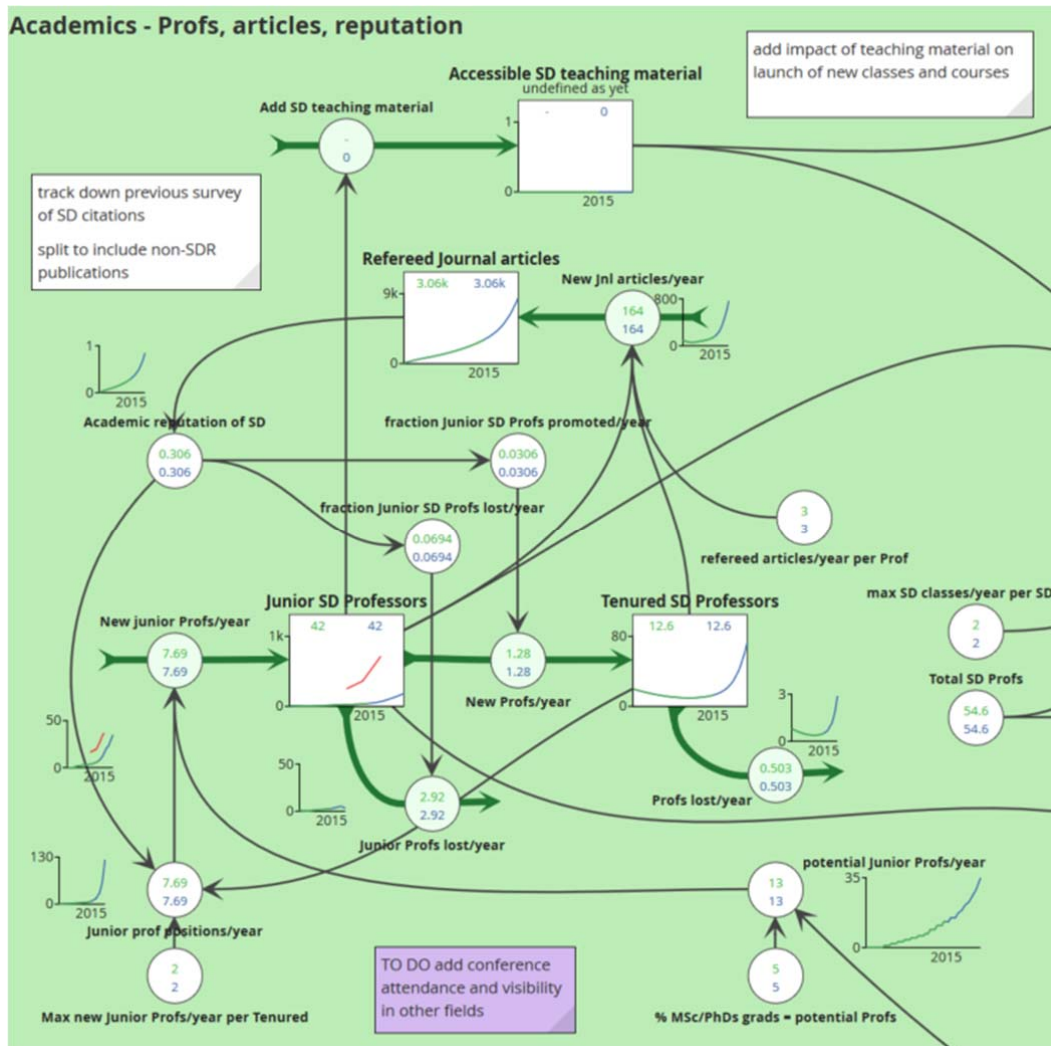 Academics - Profs, articles, reputation
add impact of teaching material on
launch of new classes and courses
Accessible SD teaching material
undefined as yet
Add SD teaching material
-
0
1
-
0
0
2015
track down previous survey
of SD citations
split to include non-SDR
publications
Refereed Journal articles
3.06k
3.06k
9k
0
2015
New Jnl articles/year
164
164
800
0
2015
1
0
2015
Academic reputation of SD
0.306
0.306
fraction Junior SD Profs promoted/year
0.0306
0.0306
fraction Junior SD Profs lost/year
0.0694
0.0694
3
3
refereed articles/year per Prof
Junior SD Professors
42
42
1k
0
2015
Tenured SD Professors
12.6
12.6
80
0
2015
max SD classes/year per SD
2
2
New junior Profs/year
7.69
7.69
1.28
1.28
New Profs/year
Total SD Profs
54.6
54.6
50
0
2015
50
0
2015
3
0
2015
0.503
0.503
Profs lost/year
2.92
2.92
Junior Profs lost/year
130
0
2015
7.69
7.69
Junior prof positions/year
13
13
potential Junior Profs/year
35
0
2015
2
2
Max new Junior Profs/year per Tenured
TO DO add conference
attendance and visibility
in other fields
5
5
% MSc/PhDs grads = potential Profs